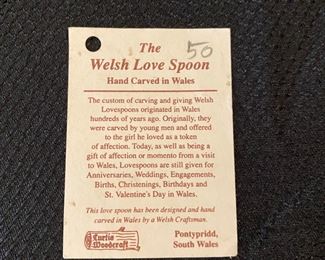 The
50
Welsh Love Spoon
Hand Carved in Wales
The custom of carving and giving Welsh
Lovespoons originated in Wales
hundreds of years ago. Originally, they
were carved by young men and offered
to the girl he loved as a token
of affection. Today, as well as being a
gift of affection or momento from a visit
to Wales, Lovespoons are still given for
Anniversaries, Weddings, Engagements,
Births, Christenings, Birthdays and
St. Valentine's Day in Wales.
This love spoon has been designed and hand
carved in Wales by a Welsh Craftsman.
Curtis
Woodcraft
Pontypridd,
South Wales